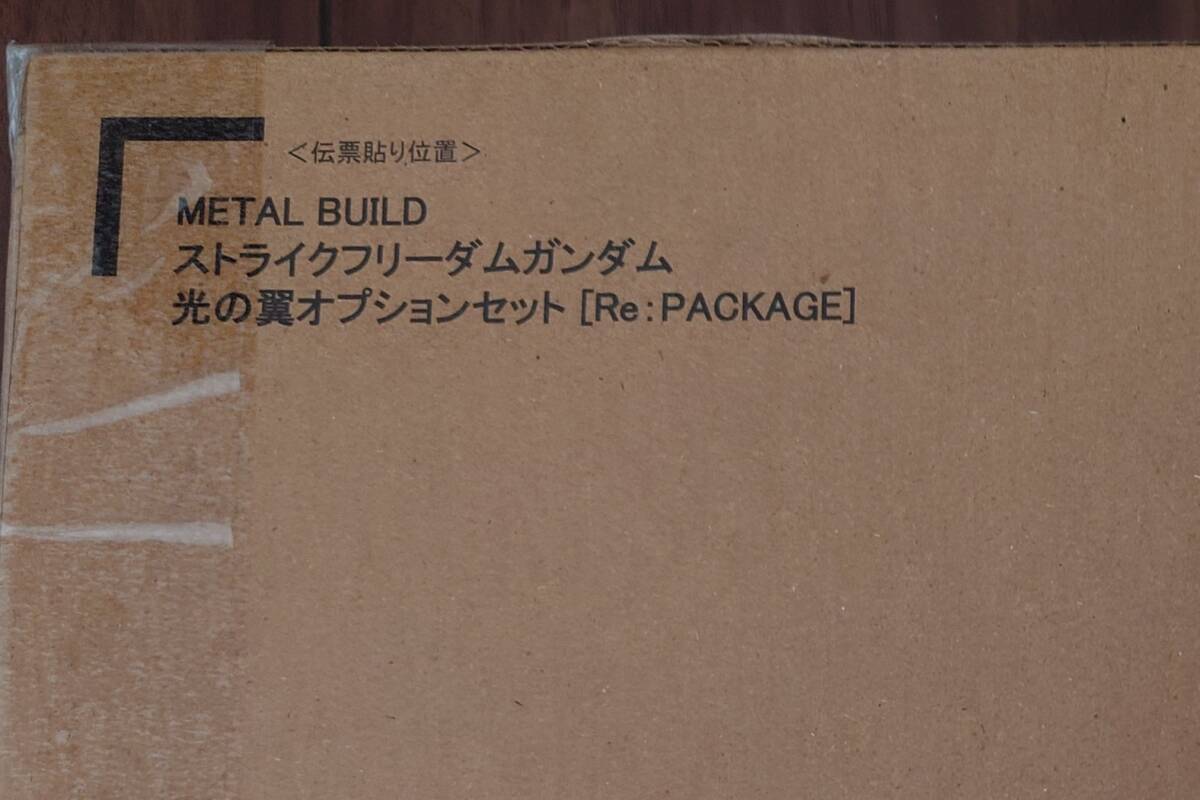 ＜伝票貼り位置＞
METAL BUILD
ストライクフリーダムガンダム
光の翼オプションセット [Re:PACKAGE]